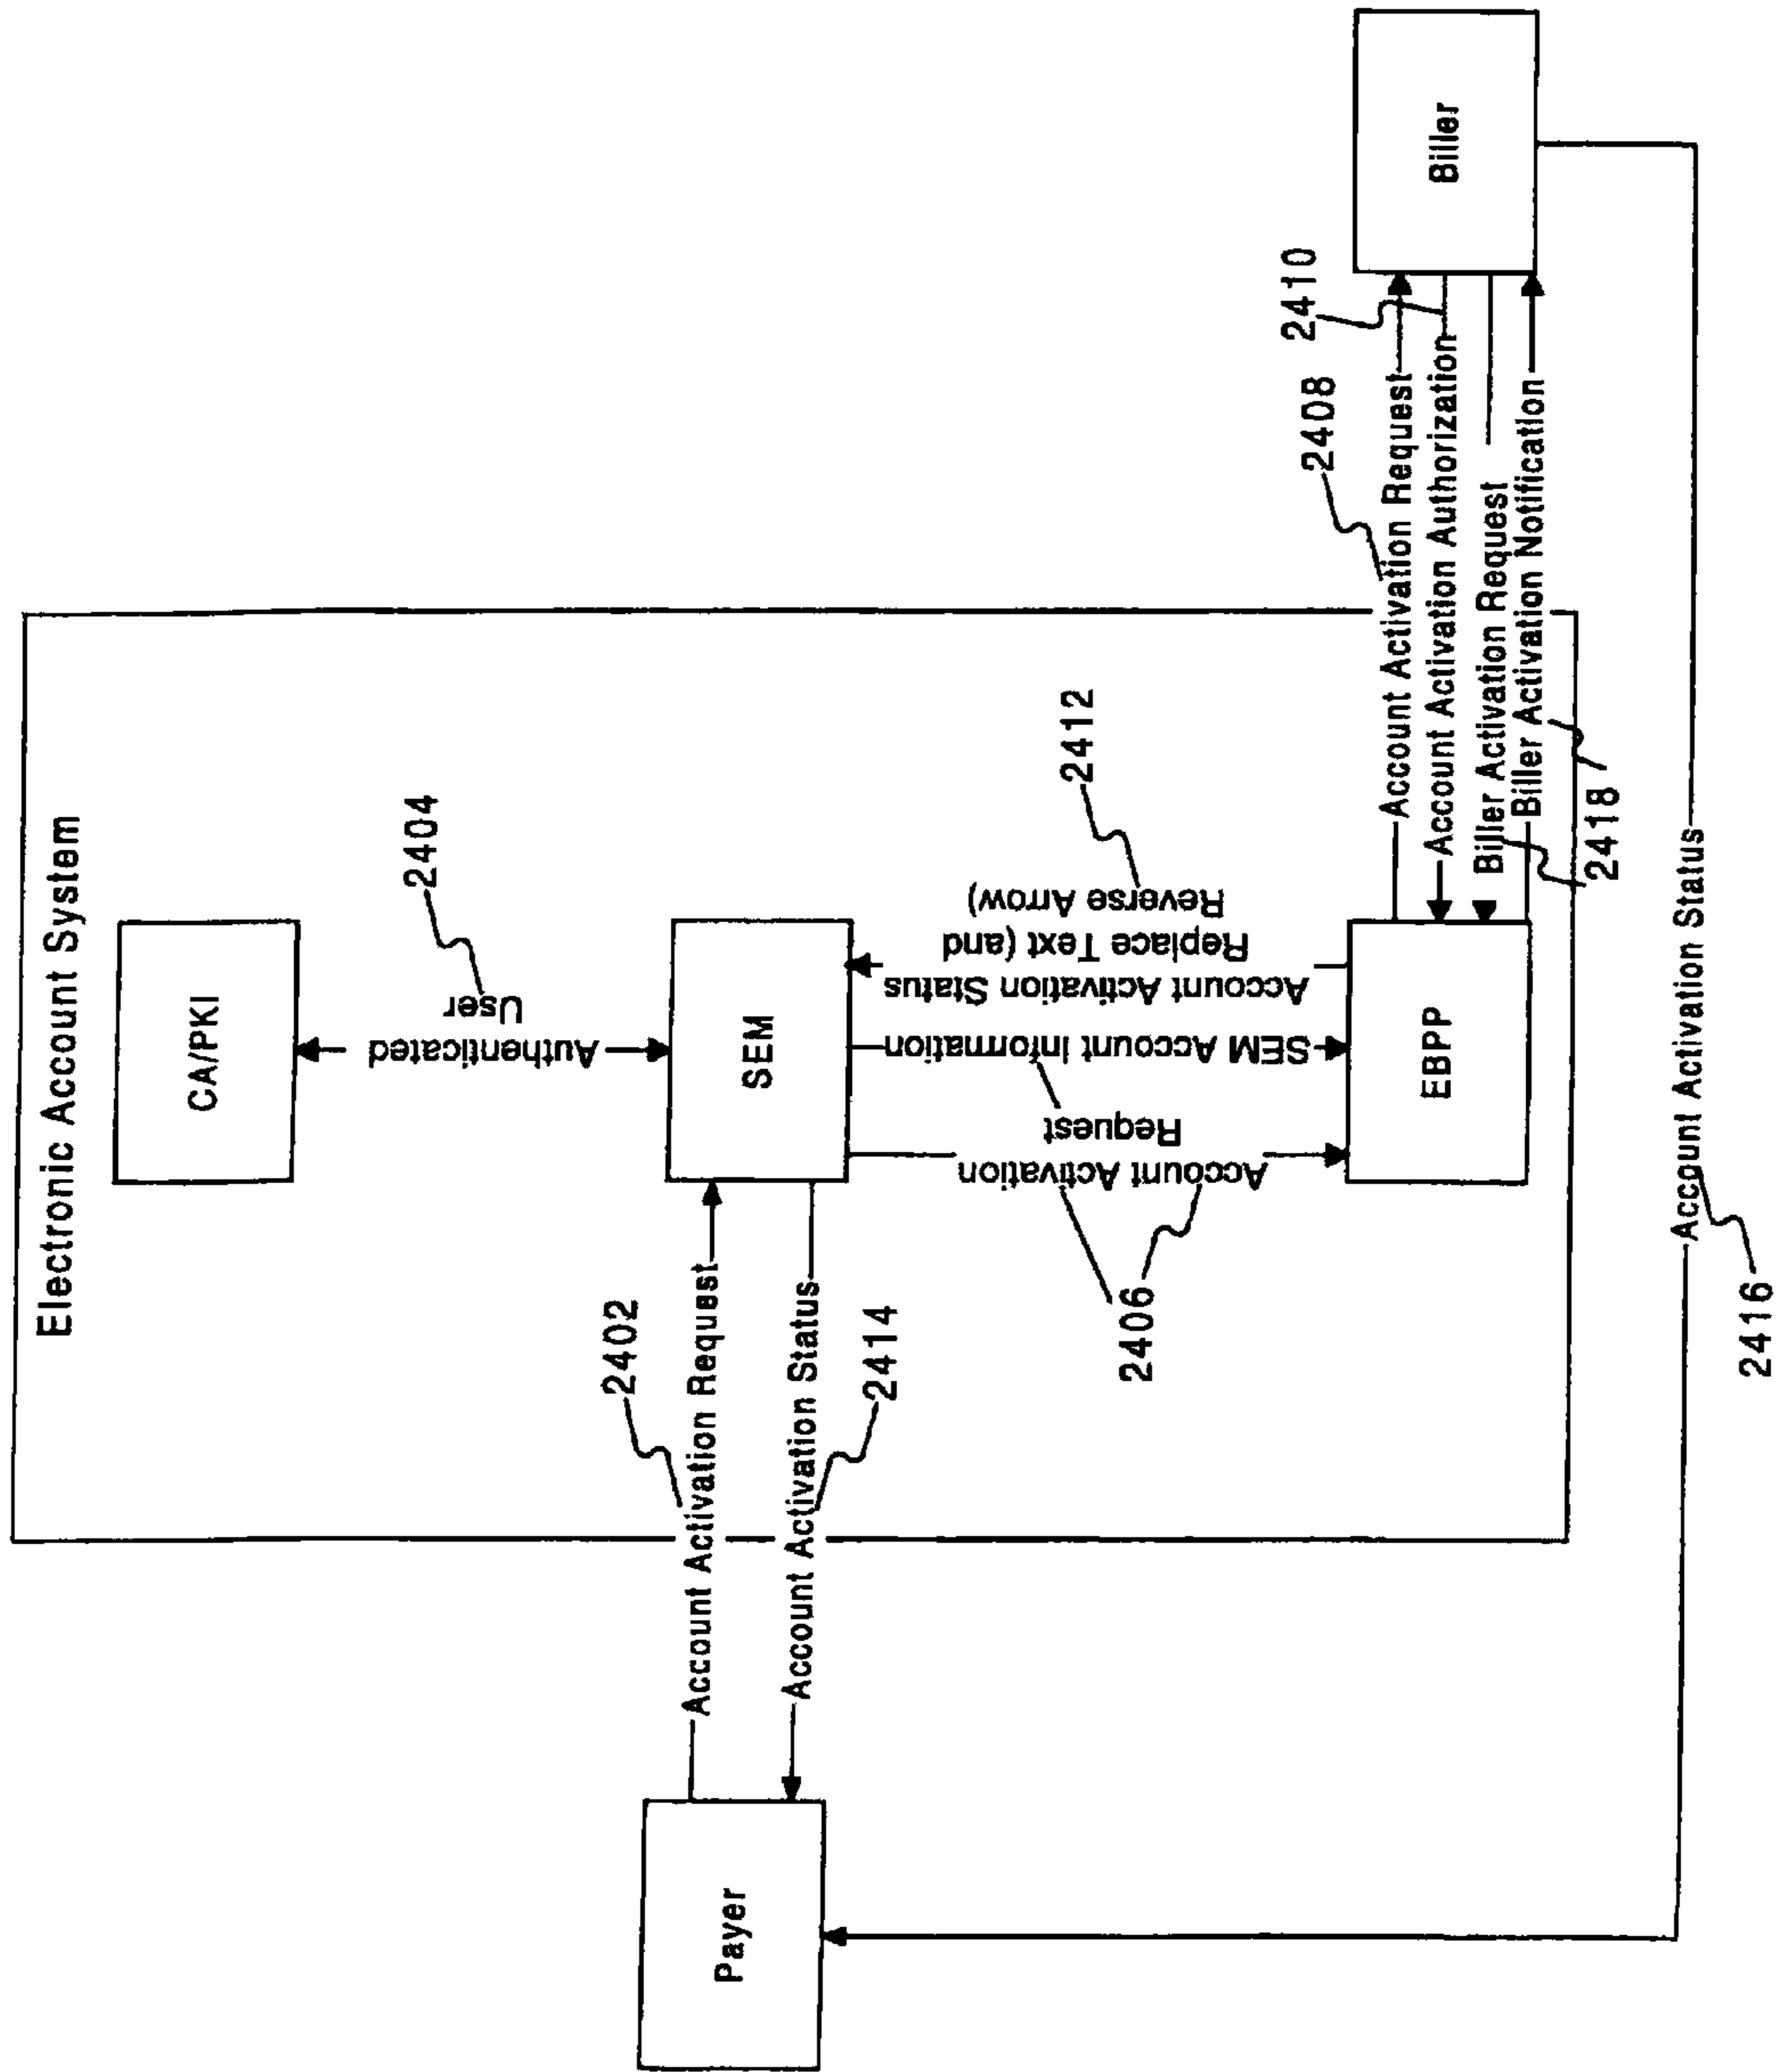 Electronic Account System
CA/PKI
2404
User
Authenticated
2402
Account Activation Request
SEM
Payer
Account Activation Status
2414
2412
Account Activation
Request
SEM Account Information
Account Activation Status
Replace Text (and
Reverse Arrow)
2406
2408
2410
EBPP
Account Activation Request
Account Activation Authorization
Biller Activation Request
Biller Activation Notification
Biller
2418
Account Activation Status
2416